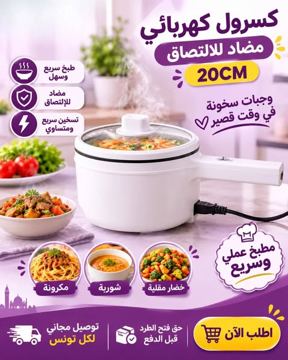 كسرول كهربائي
مضاد للالتصاق
20CM
وجبات سخونة
في وقت قصير
طبخ سريع
وسهل
مضاد
للإلتصاق
تسخين سريع
ومتساوي
مطبخ عملي
وسريع
مكرونة
شوربة
خضار مقلية
توصيل مجاني
لكل تونس
حق فتح الطرد
قبل الدفع
اطلب الآن